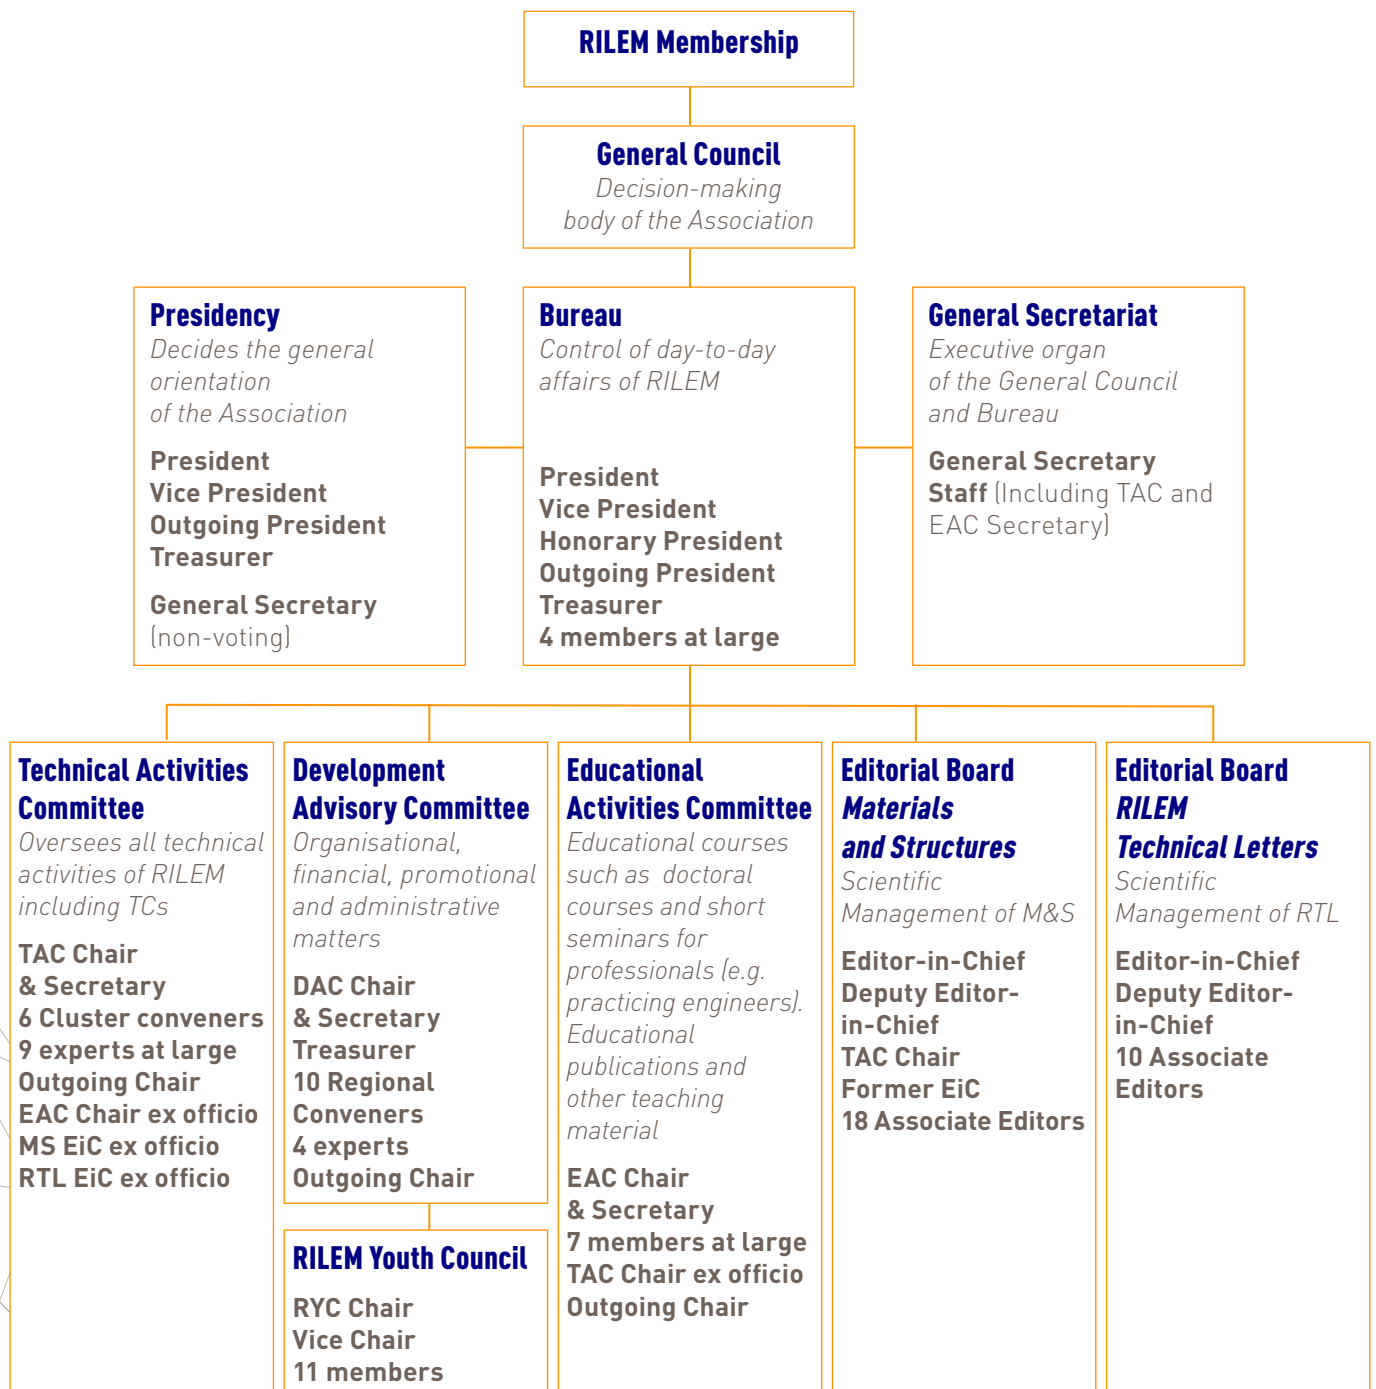 RILEM Membership
General Council
Decision-making
body of the Association
Presidency
Decides the general
orientation
of the Association
President
Vice President
Outgoing President
Treasurer
General Secretary
(non-voting)
Bureau
Control of day-to-day
affairs of RILEM
President
Vice President
Honorary President
Outgoing President
Treasurer
4 members at large
General Secretariat
Executive organ
of the General Council
and Bureau
General Secretary
Staff (Including TAC and
EAC Secretary)
Technical Activities
Committee
Oversees all technical
activities of RILEM
including TCs
TAC Chair
& Secretary
6 Cluster conveners
9 experts at large
Outgoing Chair
EAC Chair ex officio
MS EiC ex officio
RTL EiC ex officio
Development
Advisory Committee
Organisational,
financial, promotional
and administrative
matters
DAC Chair
& Secretary
Treasurer
10 Regional
Conveners
4 experts
Outgoing Chair
RILEM Youth Council
RYC Chair
Vice Chair
11 members
Educational
Activities Committee
Educational courses
such as doctoral
courses and short
seminars for
professionals (e.g.
practicing engineers).
Educational
publications and
other teaching
material
EAC Chair
& Secretary
7 members at large
TAC Chair ex officio
Outgoing Chair
Editorial Board
Materials
and Structures
Scientific
Management of M&S
Editor-in-Chief
Deputy Editor-
in-Chief
TAC Chair
Former EiC
18 Associate Editors
Editorial Board
RILEM
Technical Letters
Scientific
Management of RTL
Editor-in-Chief
Deputy Editor-
in-Chief
10 Associate
Editors